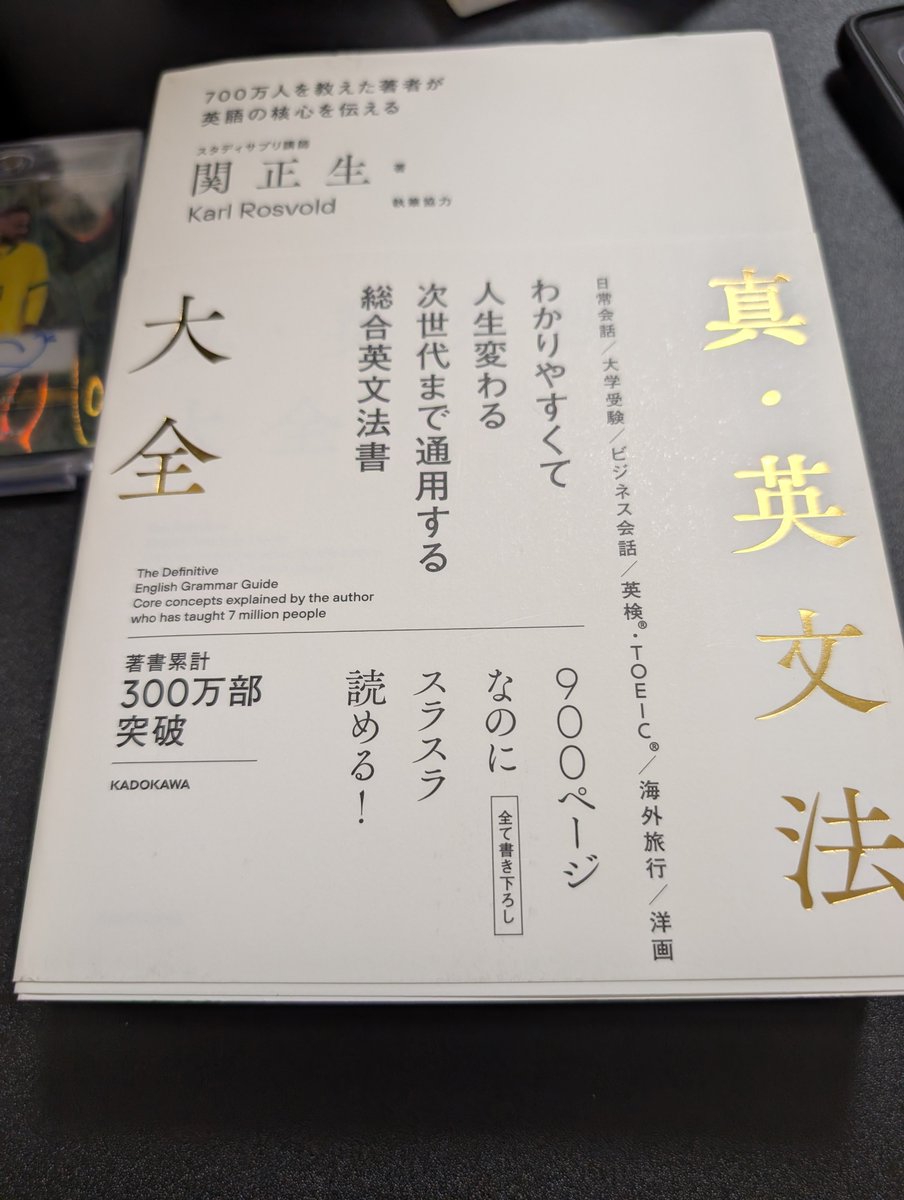 700万人を教えた著者が
英語の核心を伝える
スタディサプリ講師
関 正 生 著
Karl Rosvold 執筆協力
真・英文法
大全
日常会話/大学受験/ビジネス会話/英検®・TOEIC®/海外旅行/洋画
わかりやすくて
人生変わる
次世代まで通用する
総合英文法書
The Definitive
English Grammar Guide
Core concepts explained by the author
who has taught 7 million people
900ページ
なのに
全て書き下ろし
スラスラ
読める!
著書累計
300万部
突破
KADOKAWA